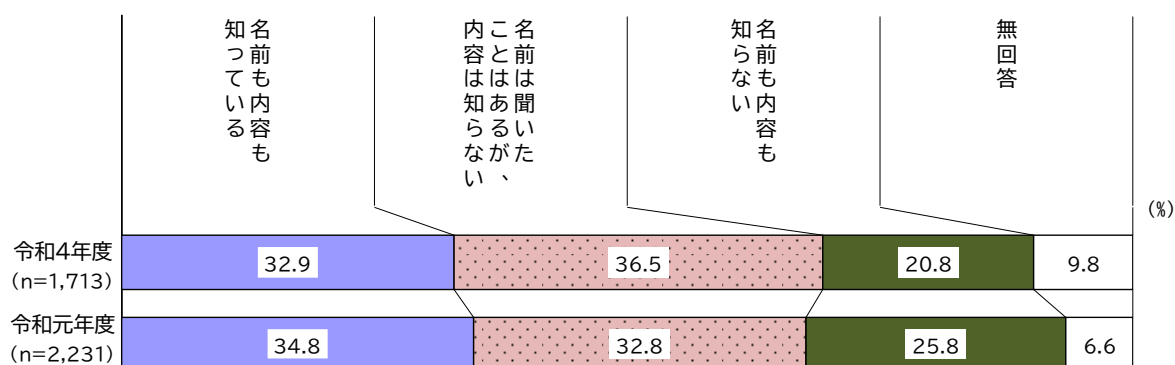 名前も内容も
知っている
名前は聞いた
ことはあるが、
内容は知らない
名前も内容も
知らない
無回答
(%)
令和4年度
(n=1,713)
32.9
36.5
20.8
9.8
令和元年度
(n=2,231)
34.8
32.8
25.8
6.6